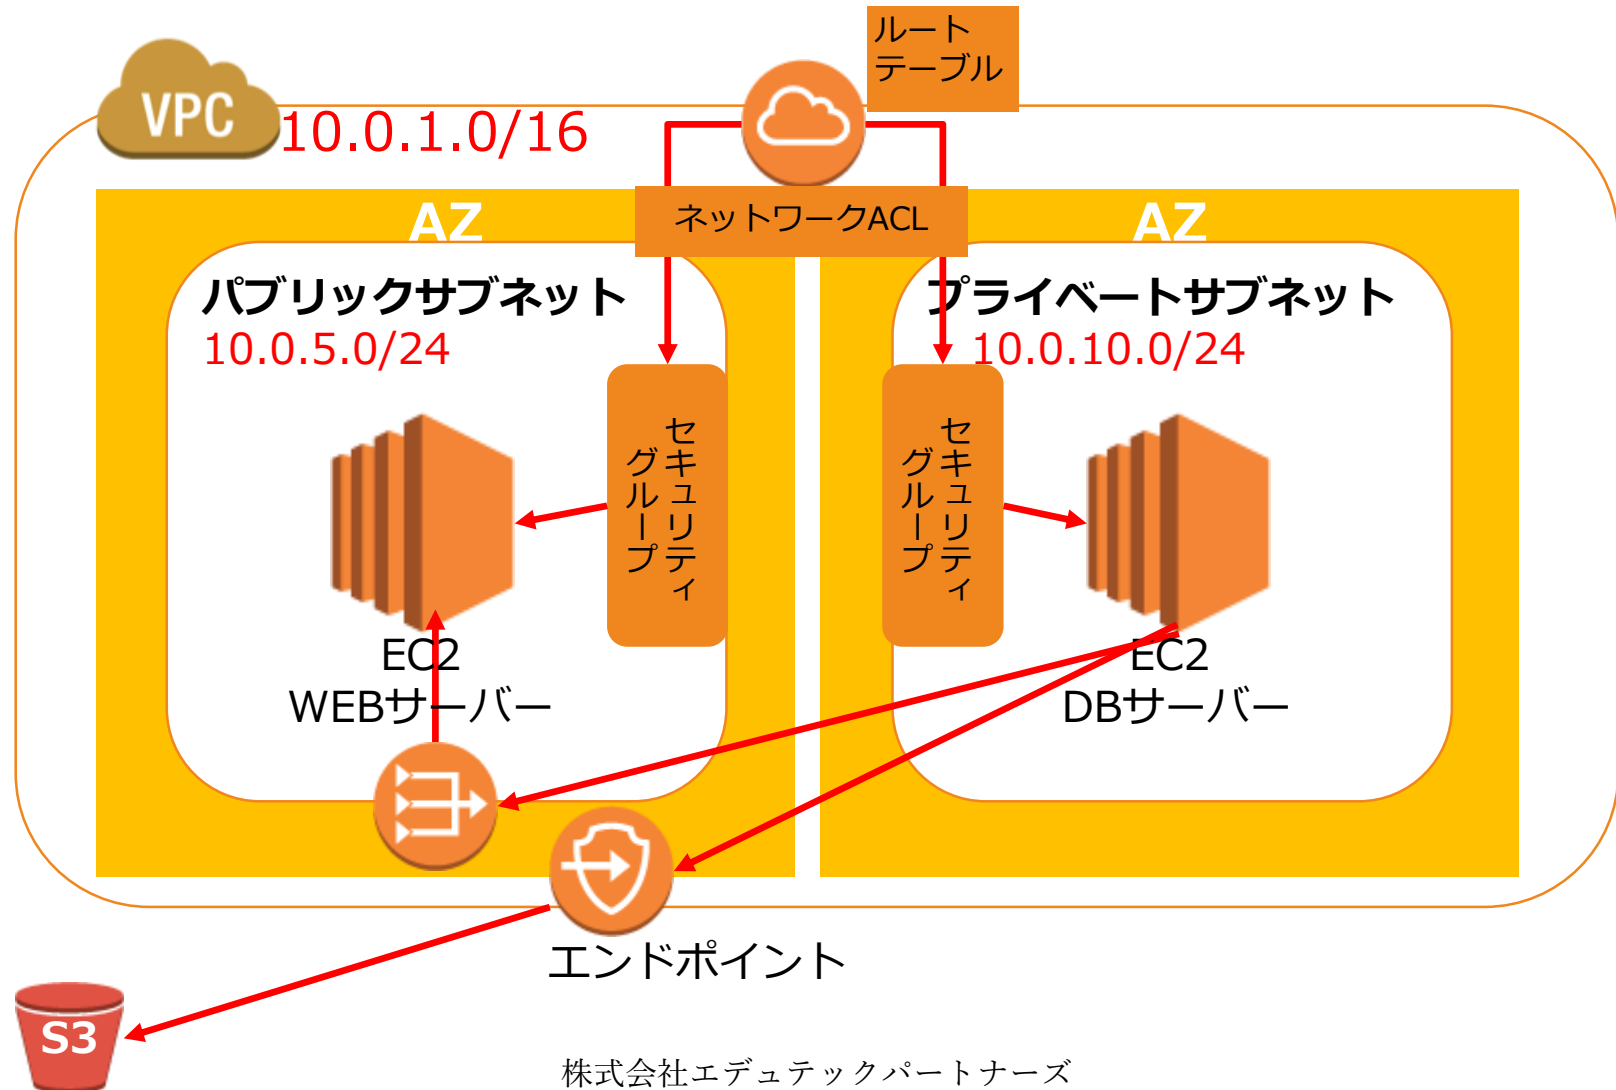 ルート
テーブル
VPC
10.0.1.0/16
ネットワークACL
AZ
AZ
パブリックサブネット
10.0.5.0/24
プライベートサブネット
10.0.10.0/24
セキュリティ
グループ
セキュリティ
グループ
EC2
WEBサーバー
EC2
DBサーバー
エンドポイント
S3
株式会社エデュテックパートナーズ